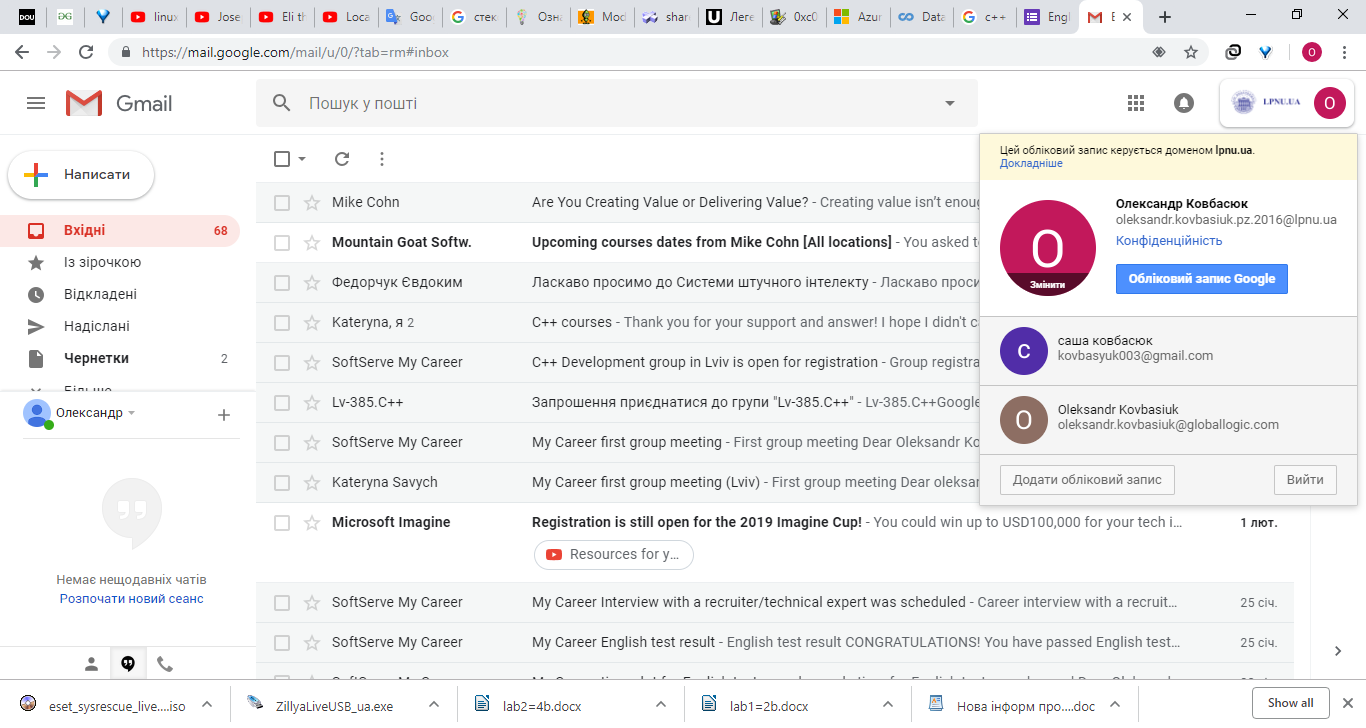 DOU
linux
Jose
Eli th
Loca
Goo
стек
Озна
Mod
share
Леге
0xc0
Azur
Data
c++
Engl
https://mail.google.com/mail/u/0/?tab=rm#inbox
O
Gmail
Пошук у пошті
LPNU.UA
O
Написати
Вхідні 68
Із зірочкою
Відкладені
Надіслані
Чернетки 2
Більше
Олександр
Немає нещодавніх чатів
Розпочати новий сеанс
Mike Cohn Are You Creating Value or Delivering Value? - Creating value isn’t enoug
Mountain Goat Softw. Upcoming courses dates from Mike Cohn [All locations] - You asked to
Федорчук Євдоким Ласкаво просимо до Системи штучного інтелекту - Ласкаво проси
Kateryna, я 2 C++ courses - Thank you for your support and answer! I hope I didn't ca
SoftServe My Career C++ Development group in Lviv is open for registration - Group registra
Lv-385.C++ Запрошення приєднатися до групи "Lv-385.C++" - Lv-385.C++Google
SoftServe My Career My Career first group meeting - First group meeting Dear Oleksandr Ko
Kateryna Savych My Career first group meeting (Lviv) - First group meeting Dear oleksan
Microsoft Imagine Registration is still open for the 2019 Imagine Cup! - You could win up to USD100,000 for your tech i... 1 лют.
Resources for y...
SoftServe My Career My Career Interview with a recruiter/technical expert was scheduled - Career interview with a recruit... 25 січ.
SoftServe My Career My Career English test result - English test result CONGRATULATIONS! You have passed English test... 25 січ.
Цей обліковий запис керується доменом lpnu.ua.
Докладніше
O
Змінити
Олександр Ковбасюк
oleksandr.kovbasiuk.pz.2016@lpnu.ua
Конфіденційність
Обліковий запис Google
с
саша ковбасюк
kovbasyuk003@gmail.com
O
Oleksandr Kovbasiuk
oleksandr.kovbasiuk@globallogic.com
Додати обліковий запис Вийти
eset_sysrescue_live....iso
ZillyaLiveUSB_ua.exe
lab2=4b.docx
lab1=2b.docx
Нова інформ про....doc
Show all